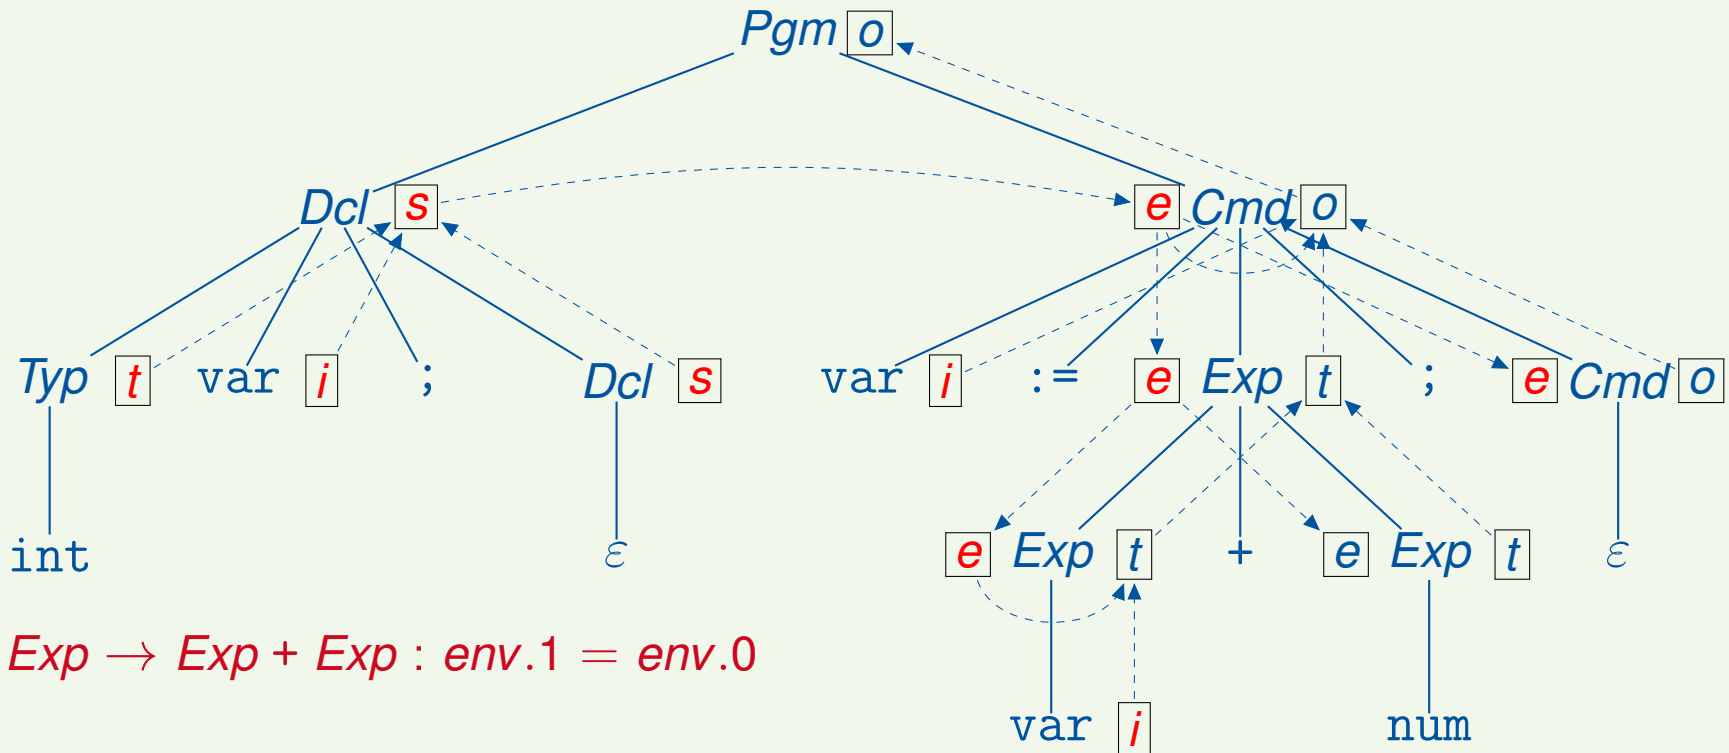 Pgm o
Dcl s e Cmd o
Typ t var i ; Dcl s var i := e Exp t ; e Cmd o
int ε e Exp t + e Exp t ε
Exp → Exp + Exp : env.1 = env.0
var i num